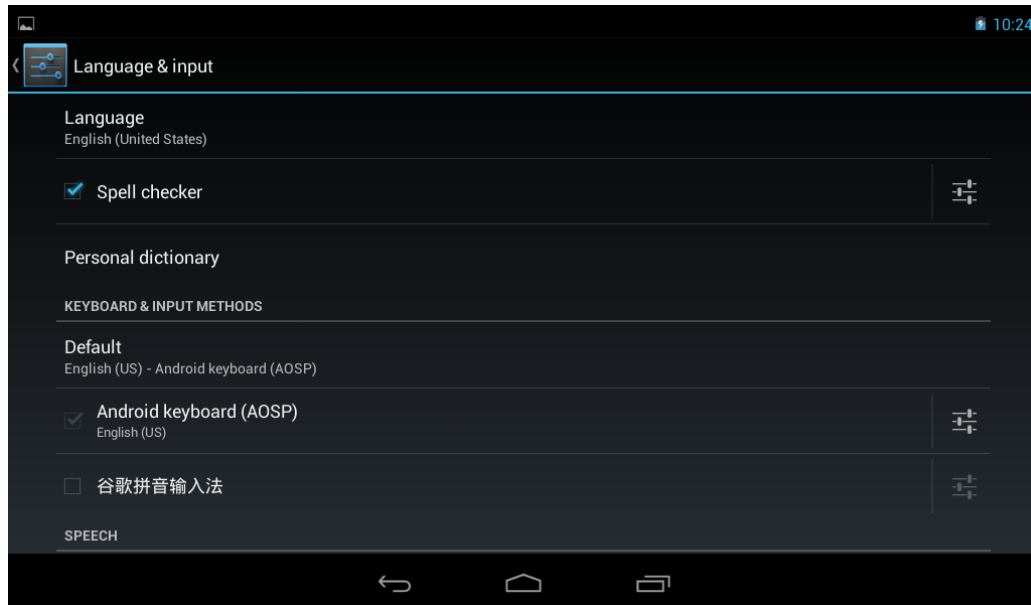 10:24
Language & input
Language
English (United States)
Spell checker
Personal dictionary
KEYBOARD & INPUT METHODS
Default
English (US) - Android keyboard (AOSP)
Android keyboard (AOSP)
English (US)
谷歌拼音输入法
SPEECH